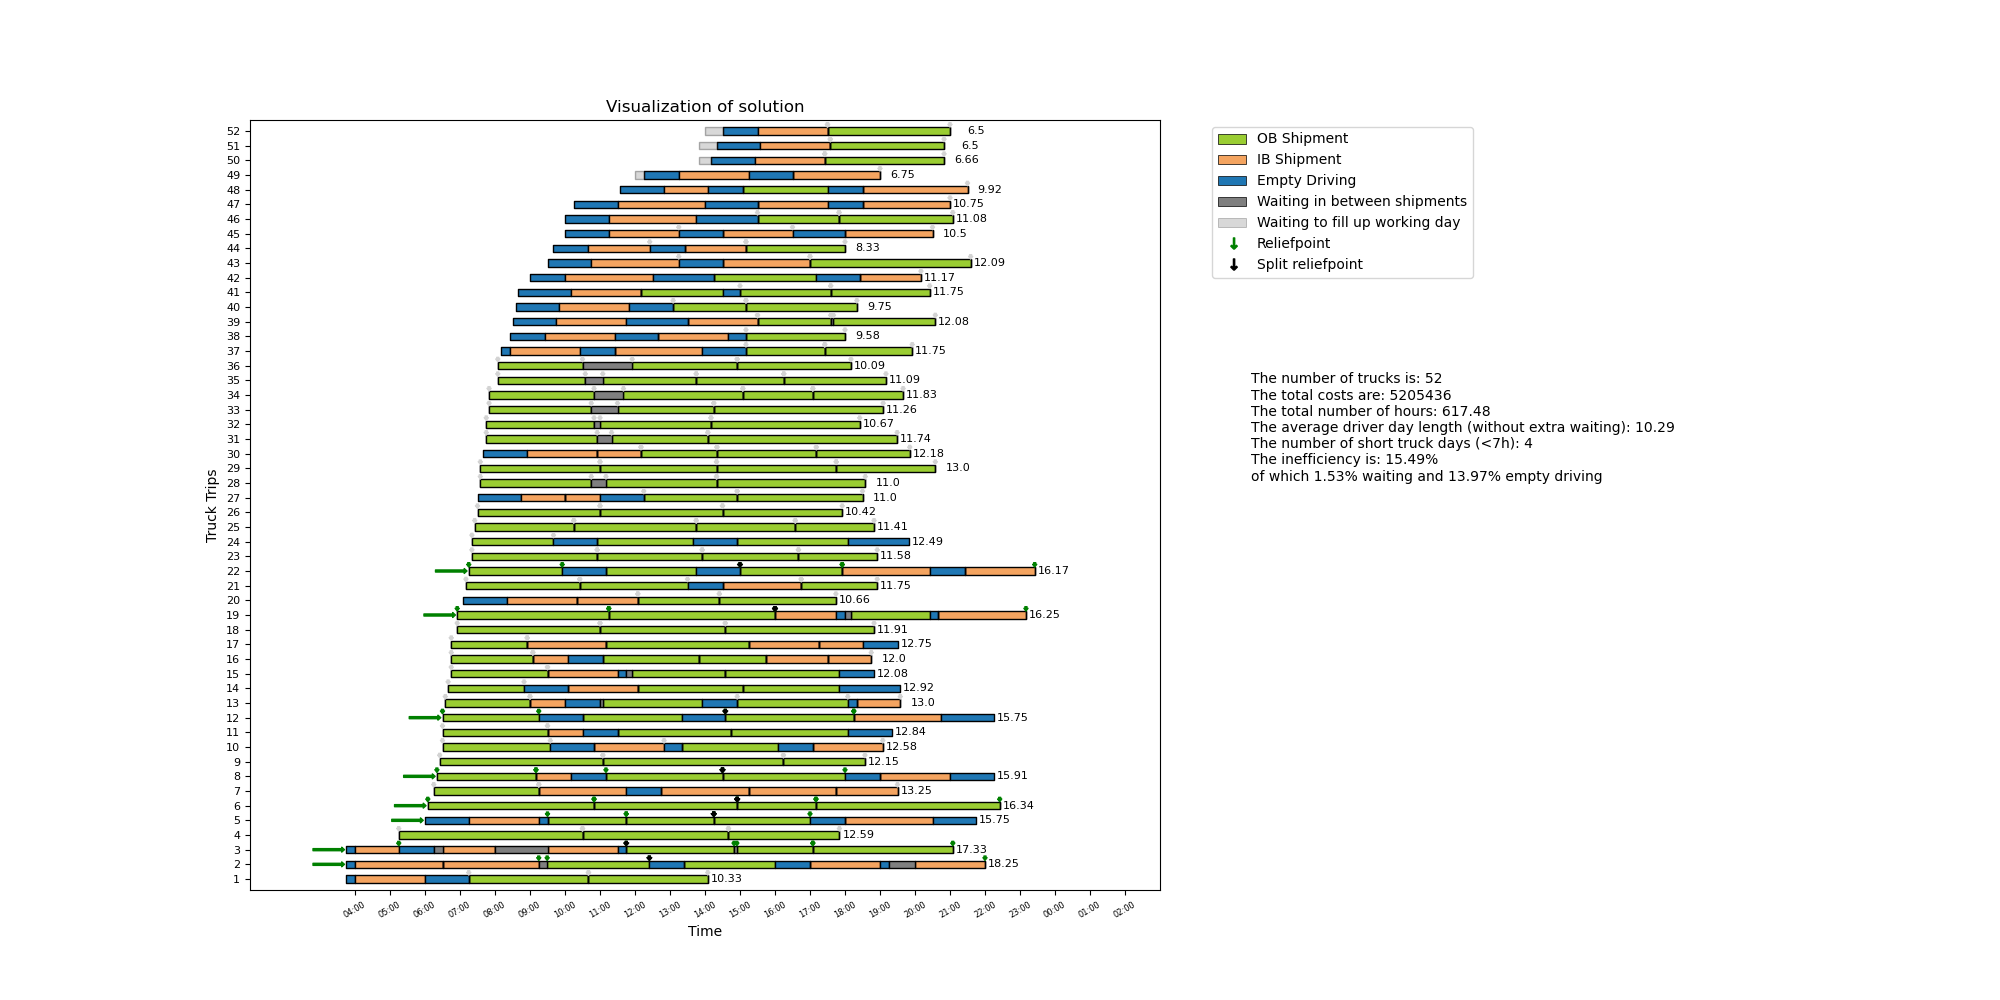 Visualization of solution
Truck Trips
52 6.5
51 6.5
50 6.66
49 6.75
48 9.92
47 10.75
46 11.08
45 10.5
44 8.33
43 12.09
42 11.17
41 11.75
40 9.75
39 12.08
38 9.58
37 11.75
36 10.09
35 11.09
34 11.83
33 11.26
32 10.67
31 11.74
30 12.18
29 13.0
28 11.0
27 11.0
26 10.42
25 11.41
24 12.49
23 11.58
22 16.17
21 11.75
20 10.66
19 16.25
18 11.91
17 12.75
16 12.0
15 12.08
14 12.92
13 13.0
12 15.75
11 12.84
10 12.58
9 12.15
8 15.91
7 13.25
6 16.34
5 15.75
4 12.59
3 17.33
2 18.25
1 10.33
04:00 05:00 06:00 07:00 08:00 09:00 10:00 11:00 12:00 13:00 14:00 15:00 16:00 17:00 18:00 19:00 20:00 21:00 22:00 23:00 00:00 01:00 02:00
Time
OB Shipment
IB Shipment
Empty Driving
Waiting in between shipments
Waiting to fill up working day
Reliefpoint
Split reliefpoint
The number of trucks is: 52
The total costs are: 5205436
The total number of hours: 617.48
The average driver day length (without extra waiting): 10.29
The number of short truck days (<7h): 4
The inefficiency is: 15.49%
of which 1.53% waiting and 13.97% empty driving